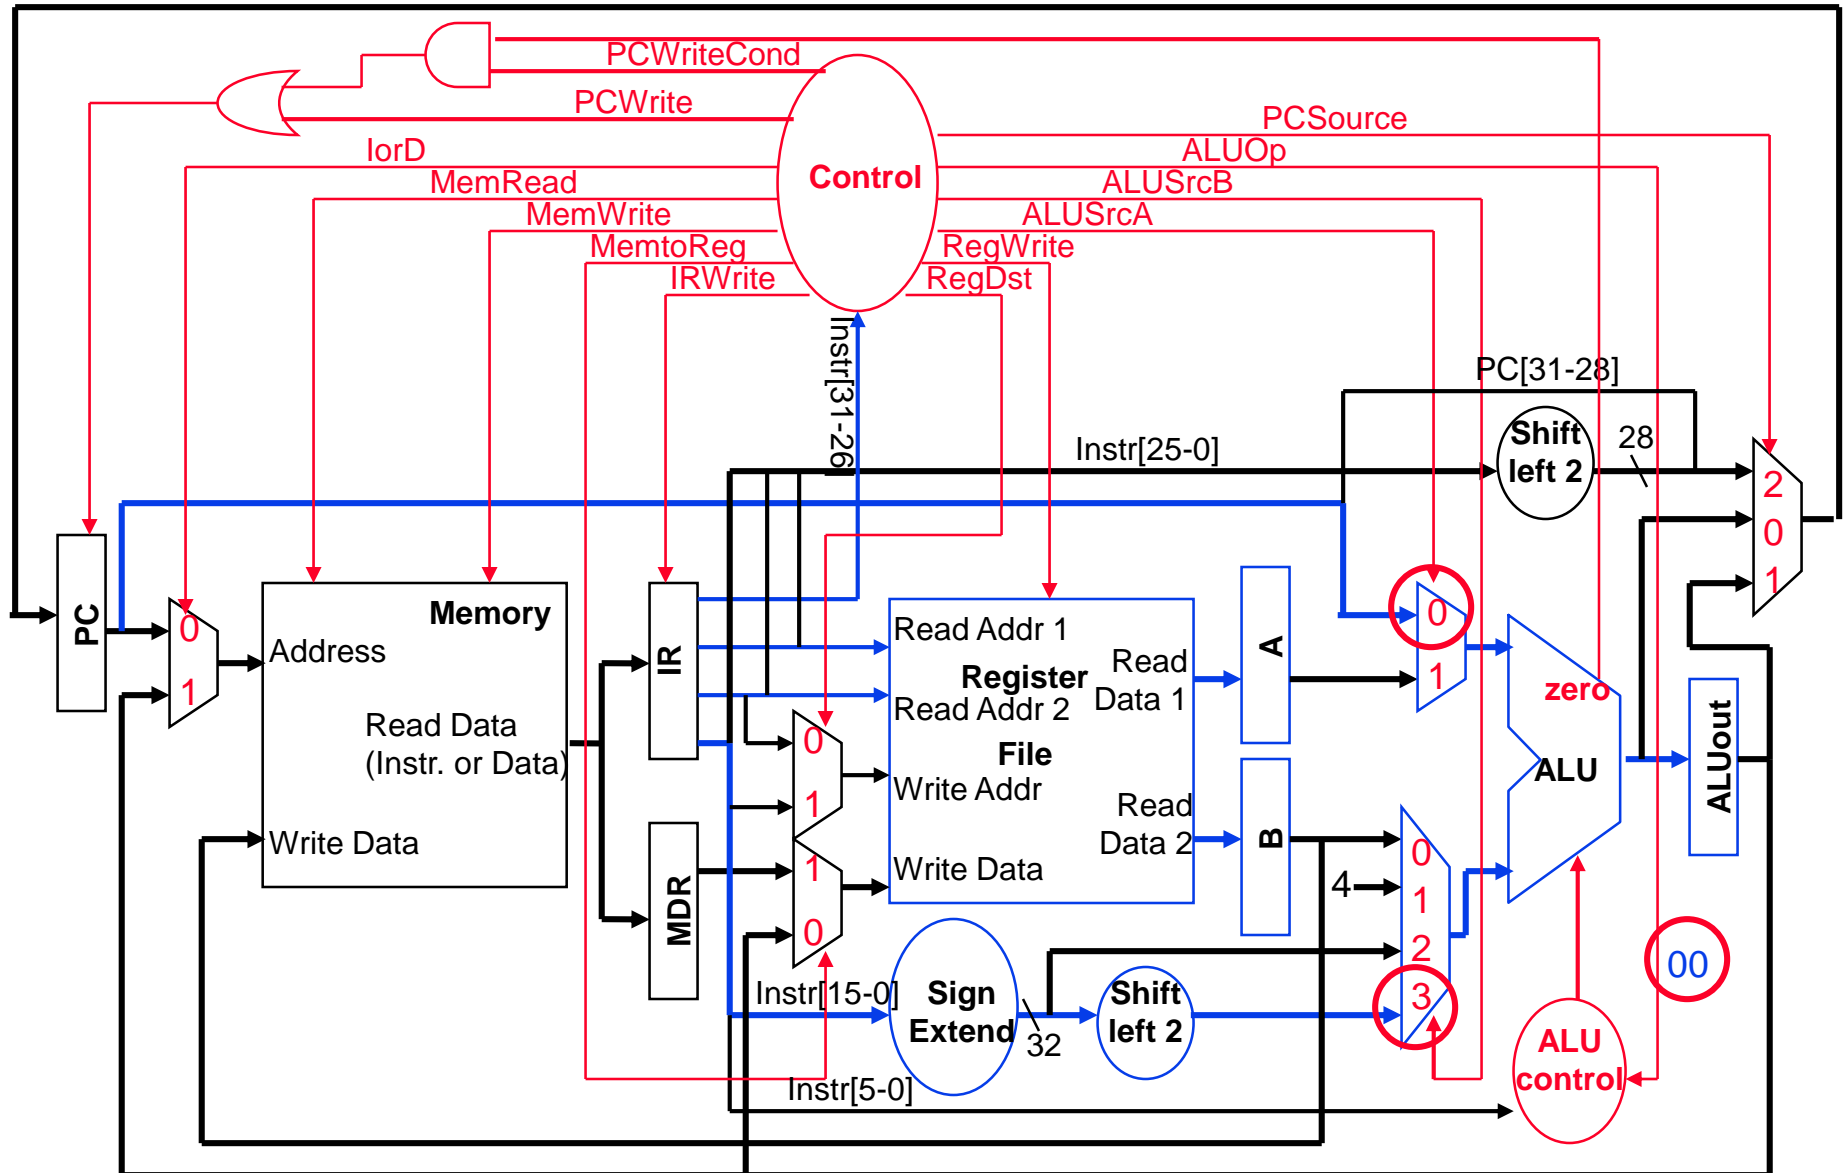 PCWriteCond
PCWrite
PCSource
IorD
ALUOp
MemRead
Control
ALUSrcB
MemWrite
ALUSrcA
MemtoReg
RegWrite
IRWrite
RegDst
Instr[31-26]
PC[31-28]
Instr[25-0]
Shift
left 2
28
2
0
1
PC
0
1
Memory
Address
Read Data
(Instr. or Data)
Write Data
IR
MDR
0
1
1
0
Read Addr 1
Register
Read Addr 2
File
Write Addr
Write Data
Read
Data 1
Read
Data 2
A
B
0
1
4
0
1
2
3
zero
ALU
ALUout
00
Instr[15-0]
Sign
Extend
32
Shift
left 2
ALU
control
Instr[5-0]